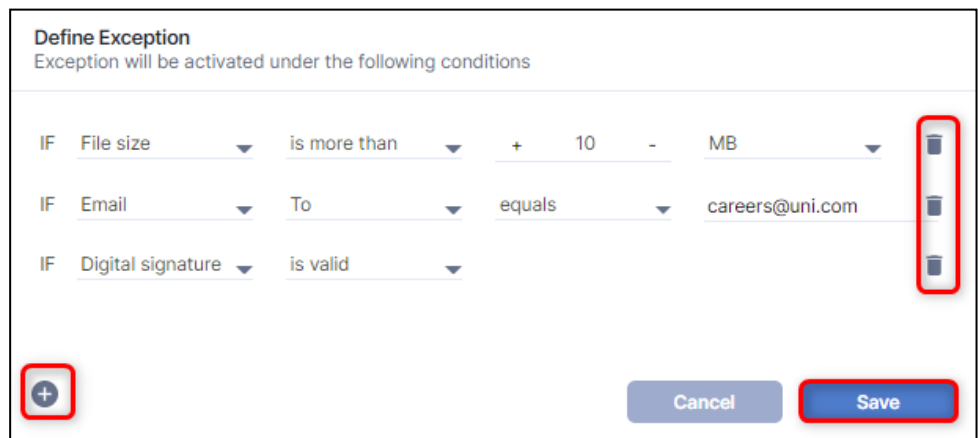 Define Exception
Exception will be activated under the following conditions
IF File size is more than + 10 - MB
IF Email To equals careers@uni.com
IF Digital signature is valid
Cancel Save